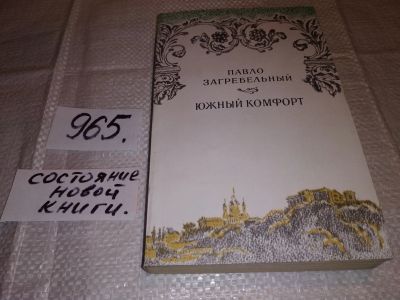 965.
состояние
новой
книги.
ПАВЛО
ЗАГРЕБЕЛЬНЫЙ
ЮЖНЫЙ КОМФОРТ